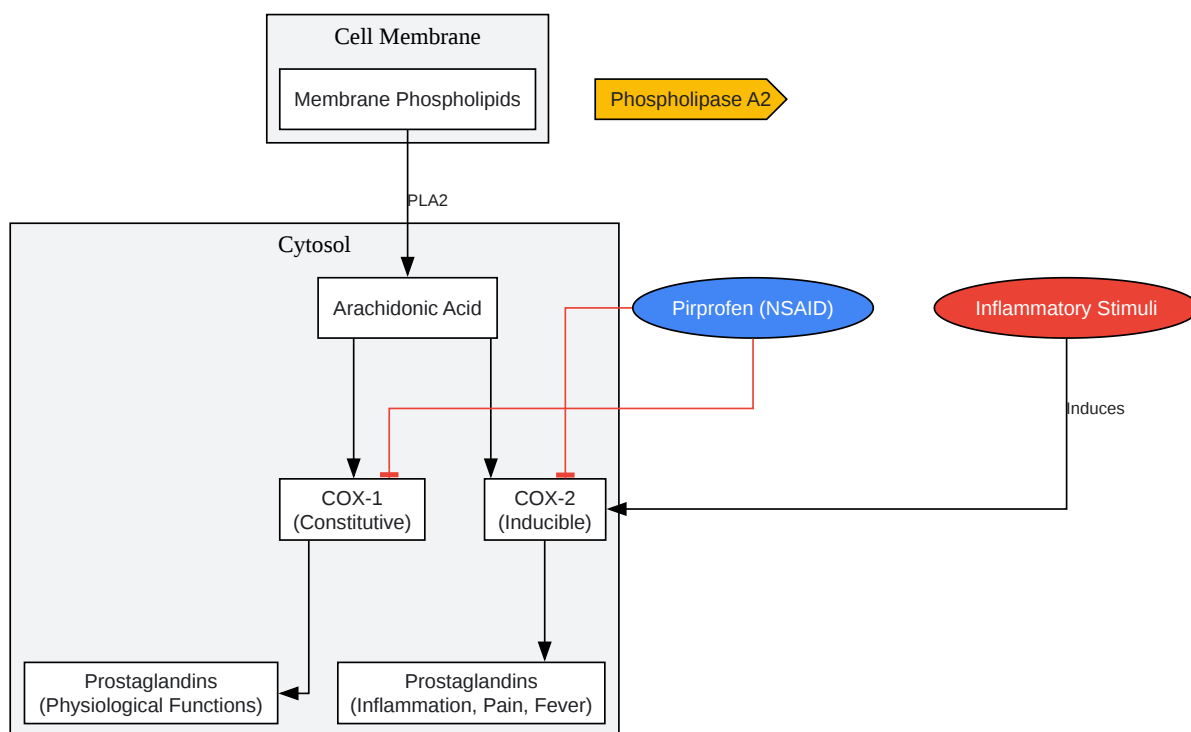 Cell Membrane
Membrane Phospholipids
Phospholipase A2
PLA2
Cytosol
Arachidonic Acid
Pirprofen (NSAID)
Inflammatory Stimuli
Induces
COX-1
(Constitutive)
COX-2
(Inducible)
Prostaglandins
(Physiological Functions)
Prostaglandins
(Inflammation, Pain, Fever)